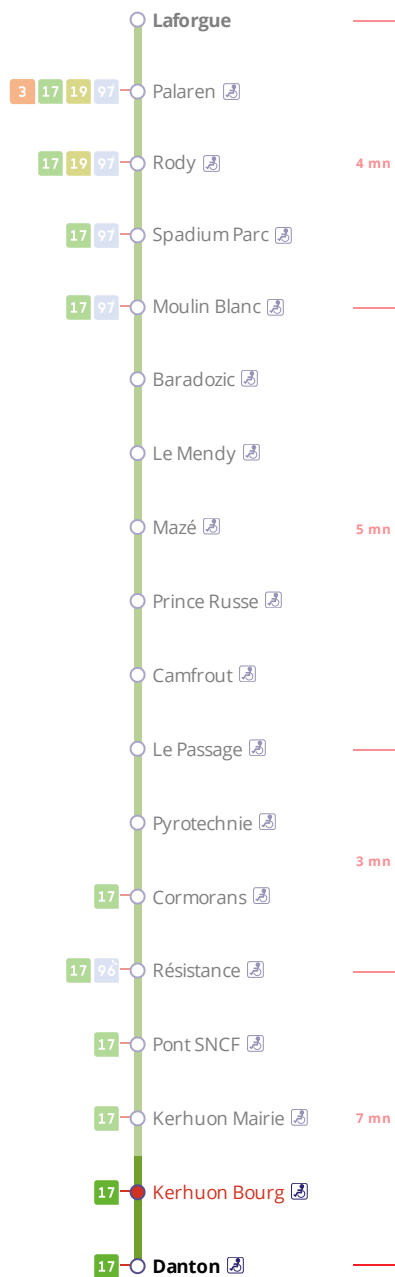 Laforgue
3 17 19 97 Palaren
17 19 97 Rody 4 mn
17 97 Spadium Parc
17 97 Moulin Blanc
Baradozic
Le Mendy
Mazé 5 mn
Prince Russe
Camfrout
Le Passage
Pyrotechnie
3 mn
17 Cormorans
17 96 Résistance
17 Pont SNCF
17 Kerhuon Mairie 7 mn
17 Kerhuon Bourg
17 Danton